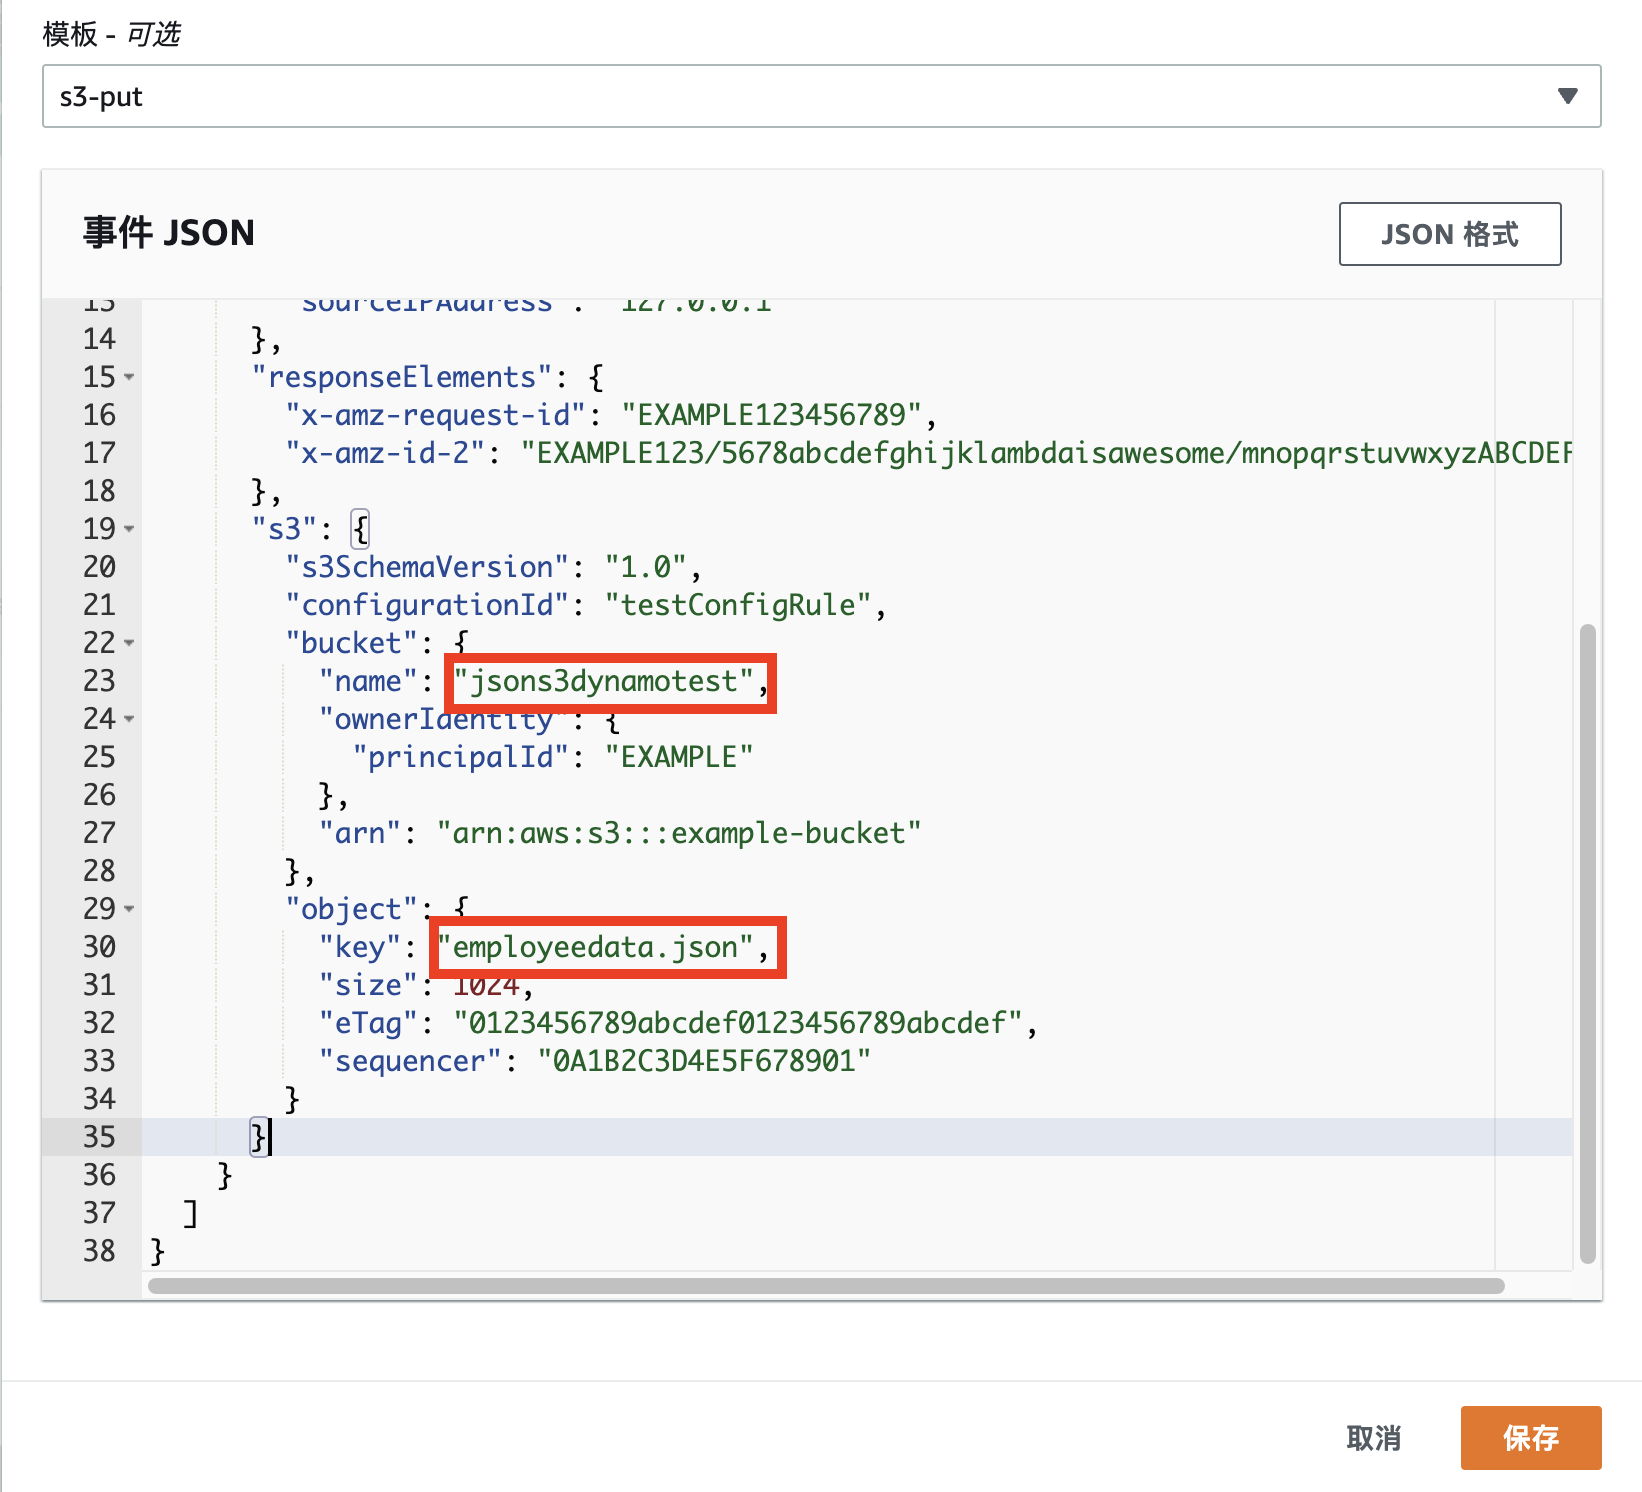 模板 - 可选
s3-put
事件 JSON
JSON 格式
13 "sourceIPAddress": "127.0.0.1"
14 },
15 "responseElements": {
16 "x-amz-request-id": "EXAMPLE123456789",
17 "x-amz-id-2": "EXAMPLE123/5678abcdefghijklambdaisawesome/mnopqrstuvwxyzABCDEF
18 },
19 "s3": {
20 "s3SchemaVersion": "1.0",
21 "configurationId": "testConfigRule",
22 "bucket": {
23 "name": "jsons3dynamotest",
24 "ownerIdentity": {
25 "principalId": "EXAMPLE"
26 },
27 "arn": "arn:aws:s3:::example-bucket"
28 },
29 "object": {
30 "key": "employeedata.json",
31 "size": 1024,
32 "eTag": "0123456789abcdef0123456789abcdef",
33 "sequencer": "0A1B2C3D4E5F678901"
34 }
35 }
36 }
37 ]
38 }
取消
保存